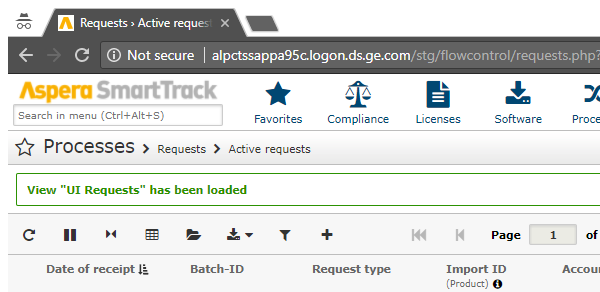 Requests › Active request
Not secure | alpctssappa95c.logon.ds.ge.com/stg/flowcontrol/requests.php?
Aspera SmartTrack
Search in menu (Ctrl+Alt+S)
Favorites Compliance Licenses Software Proce
Processes › Requests › Active requests
View "UI Requests" has been loaded
Page 1 of
Date of receipt Batch-ID Request type Import ID Accou
(Product)